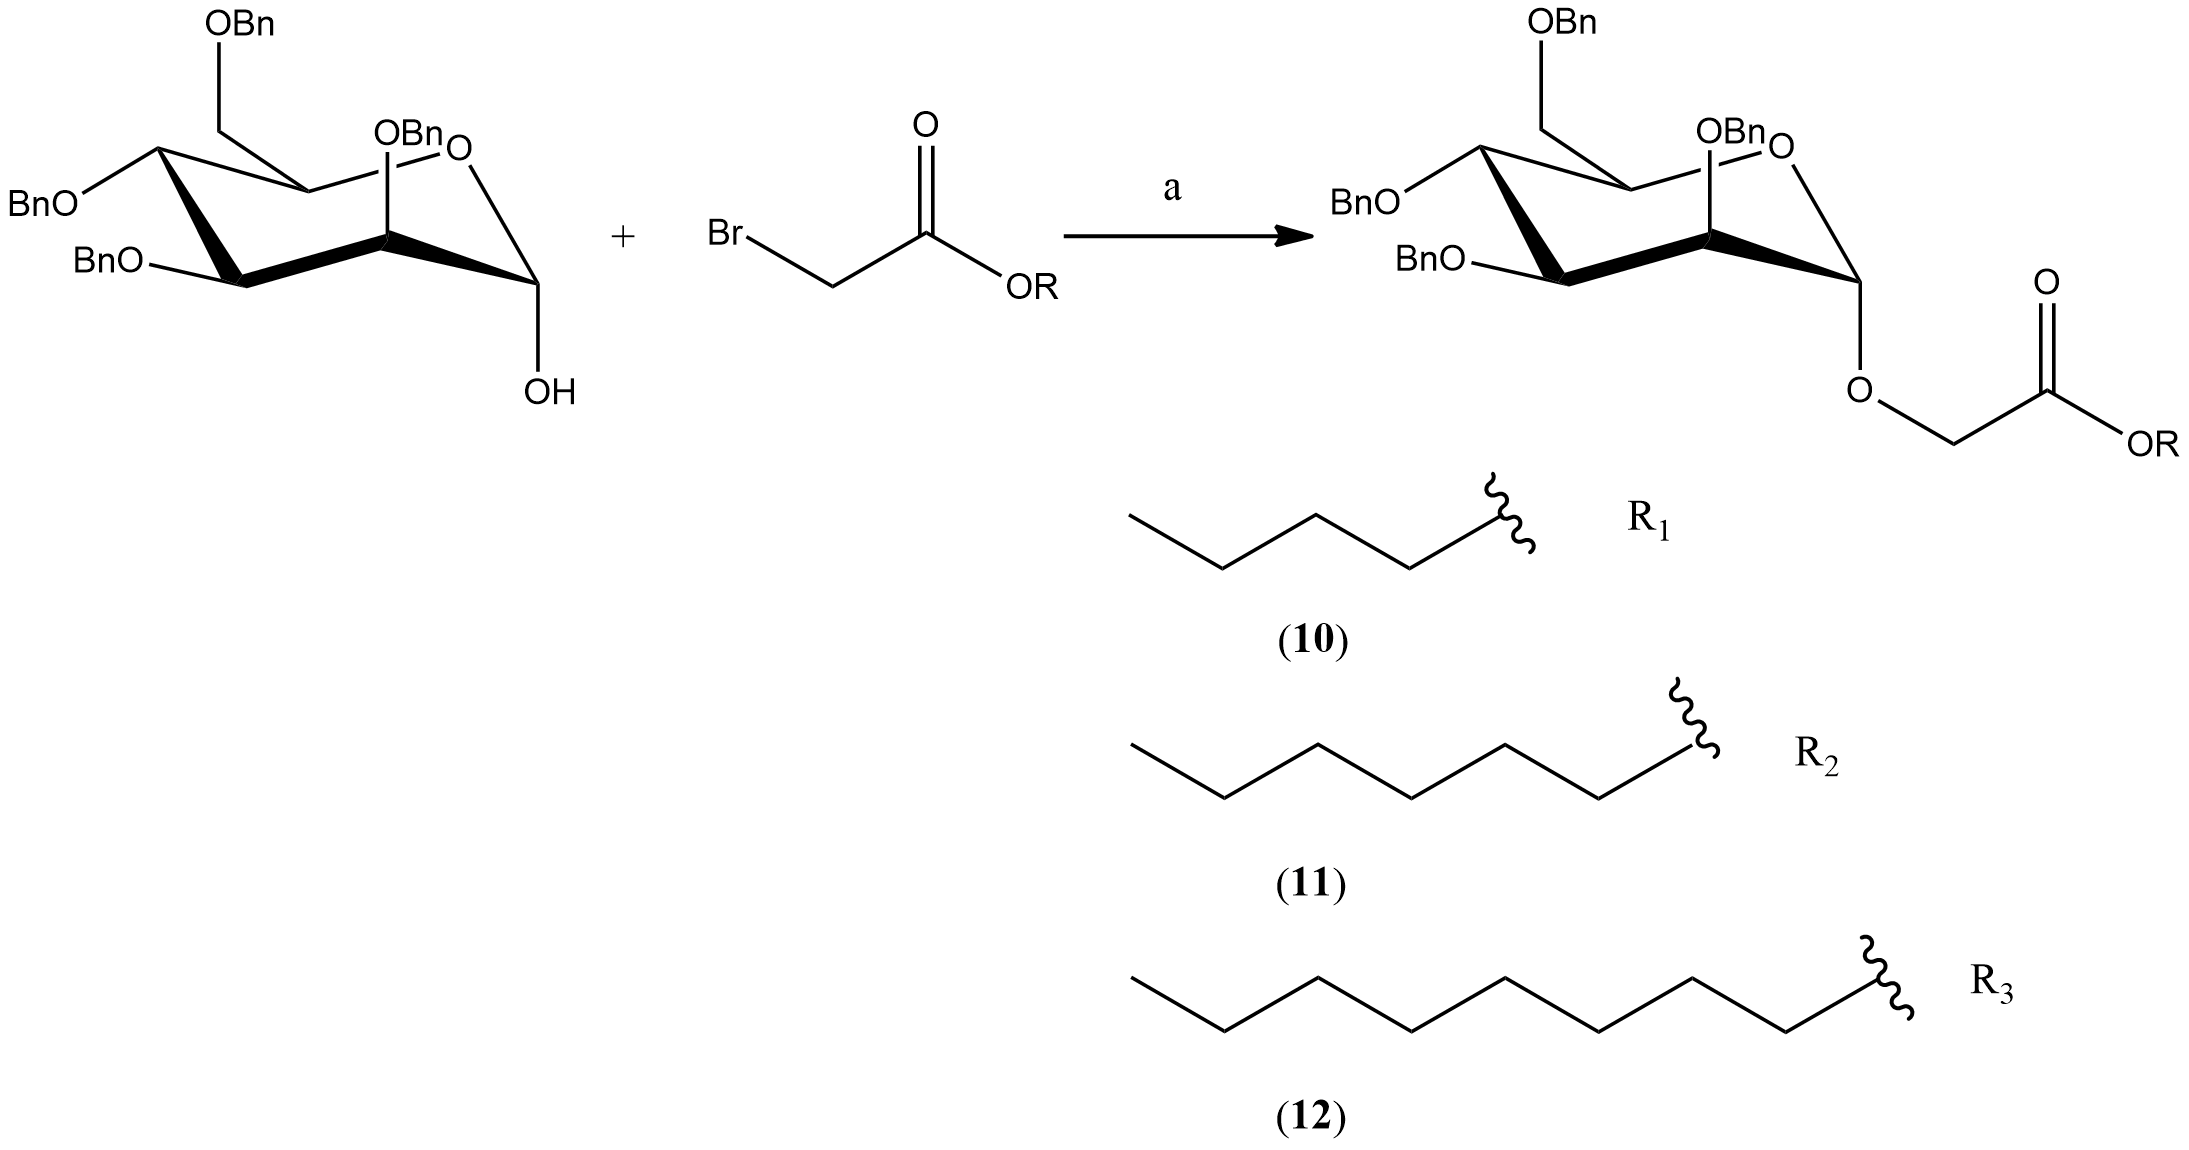 OBn
OBn
O
BnO
BnO
OH
+
Br
O
OR
a
OBn
OBn
O
BnO
BnO
O
O
OR
R1
(10)
R2
(11)
R3
(12)